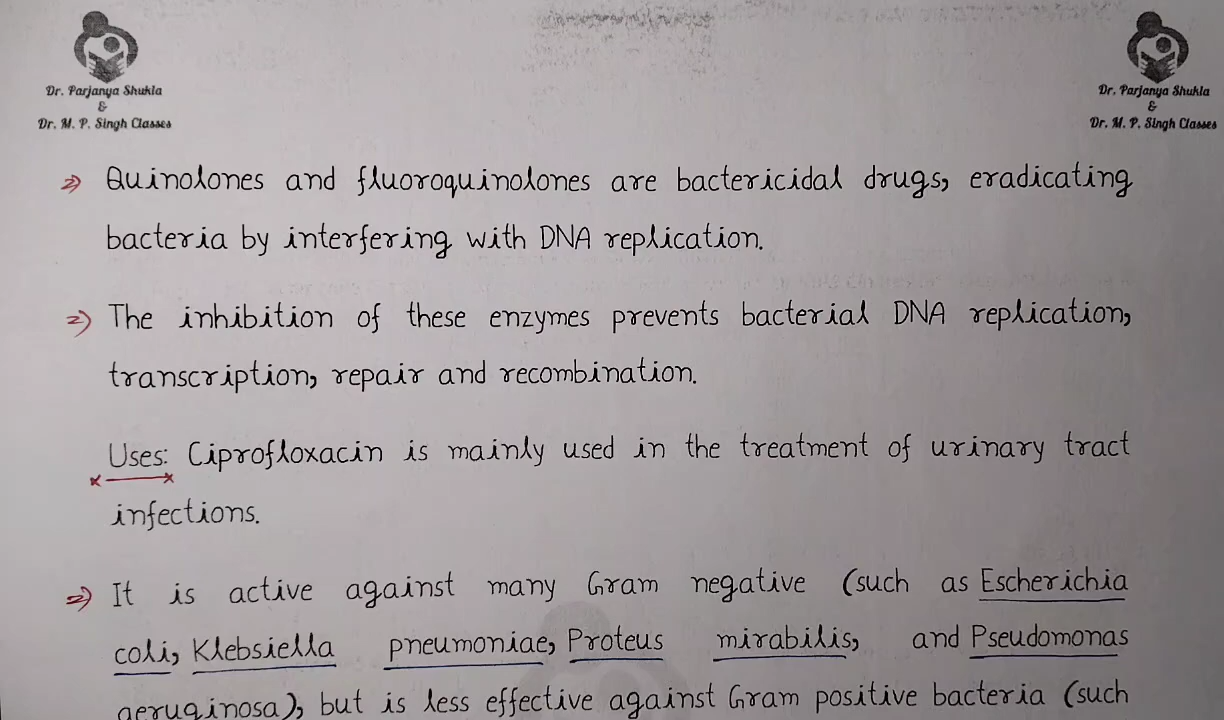 Dr. Parjanya Shukla
&
Dr. M. P. Singh Classes
Dr. Parjanya Shukla
&
Dr. M. P. Singh Classes
⇒ Quinolones and fluoroquinolones are bactericidal drugs, eradicating
bacteria by interfering with DNA replication.
⇒ The inhibition of these enzymes prevents bacterial DNA replication,
transcription, repair and recombination.
Uses: Ciprofloxacin is mainly used in the treatment of urinary tract
infections.
⇒ It is active against many Gram negative (such as Escherichia
coli, Klebsiella pneumoniae, Proteus mirabilis, and Pseudomonas
aeruginosa), but is less effective against Gram positive bacteria (such